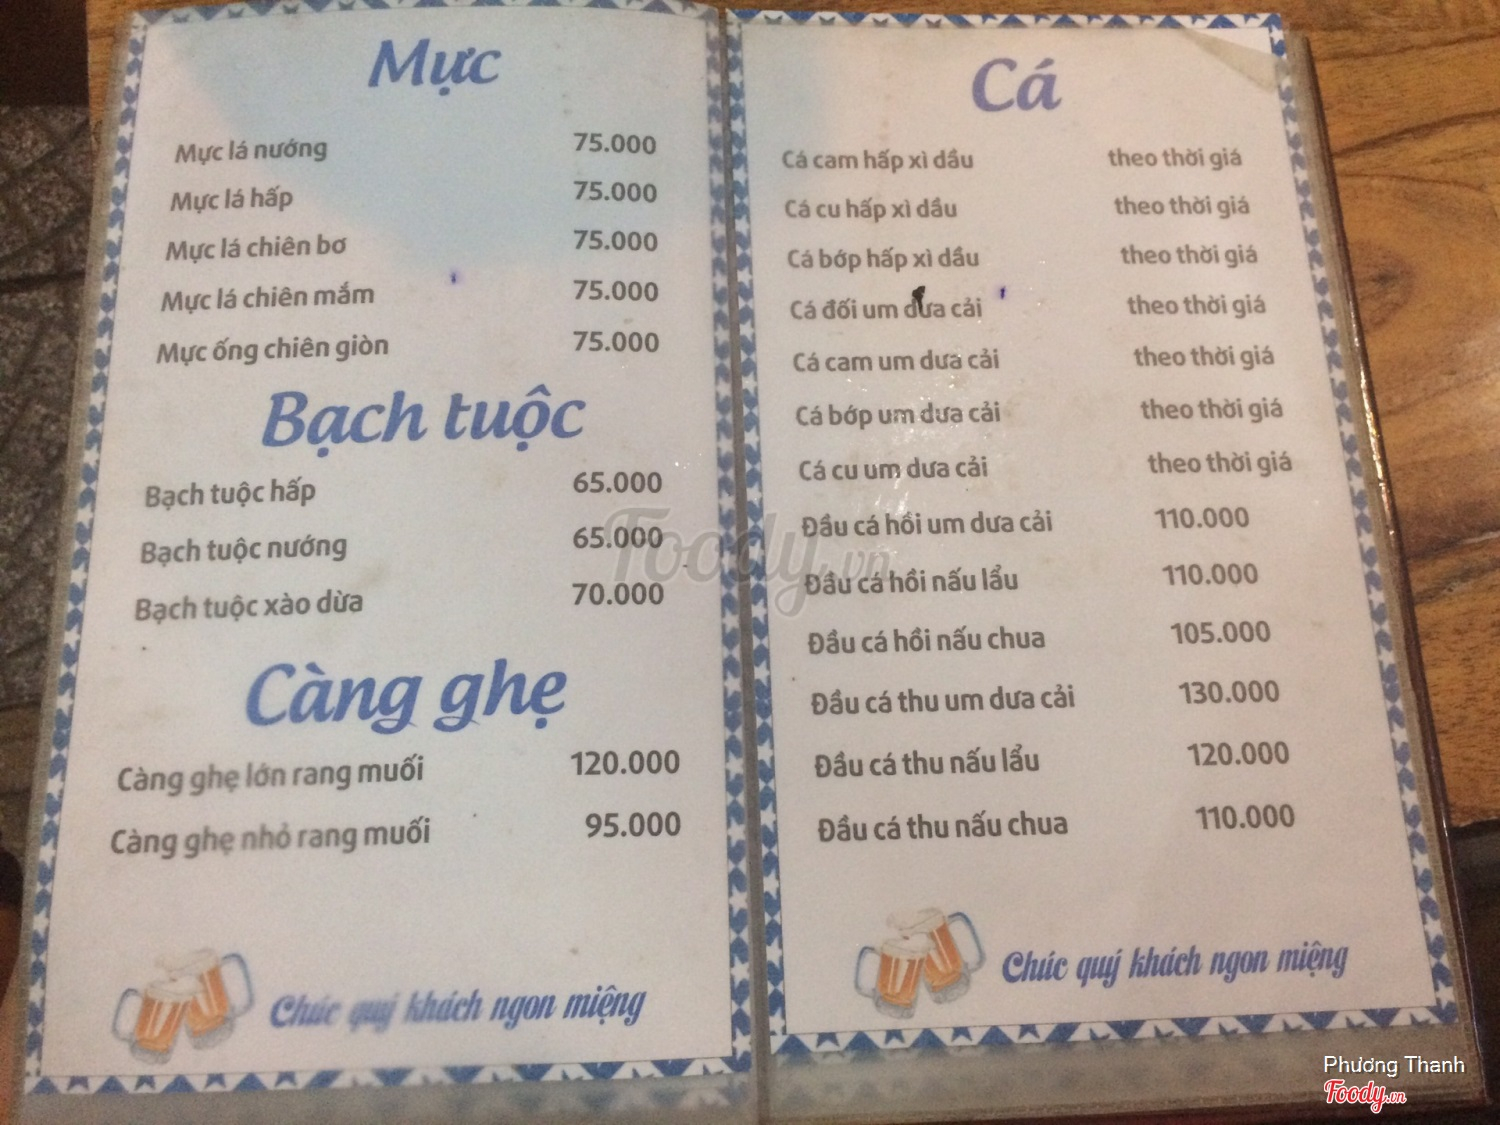 Mực
Mực lá nướng 75.000
Mực lá hấp 75.000
Mực lá chiên bơ 75.000
Mực lá chiên mắm 75.000
Mực ống chiên giòn 75.000
Bạch tuộc
Bạch tuộc hấp 65.000
Bạch tuộc nướng 65.000
Bạch tuộc xào dừa 70.000
Càng ghẹ
Càng ghẹ lớn rang muối 120.000
Càng ghẹ nhỏ rang muối 95.000
Chúc quý khách ngon miệng
Cá
Cá cam hấp xì dầu theo thời giá
Cá cu hấp xì dầu theo thời giá
Cá bớp hấp xì dầu theo thời giá
Cá đối um dưa cải theo thời giá
Cá cam um dưa cải theo thời giá
Cá bớp um dưa cải theo thời giá
Cá cu um dưa cải theo thời giá
Đầu cá hồi um dưa cải 110.000
Đầu cá hồi nấu lẩu 110.000
Đầu cá hồi nấu chua 105.000
Đầu cá thu um dưa cải 130.000
Đầu cá thu nấu lẩu 120.000
Đầu cá thu nấu chua 110.000
Chúc quý khách ngon miệng
Foody.vn
Phương Thanh
Foody.vn